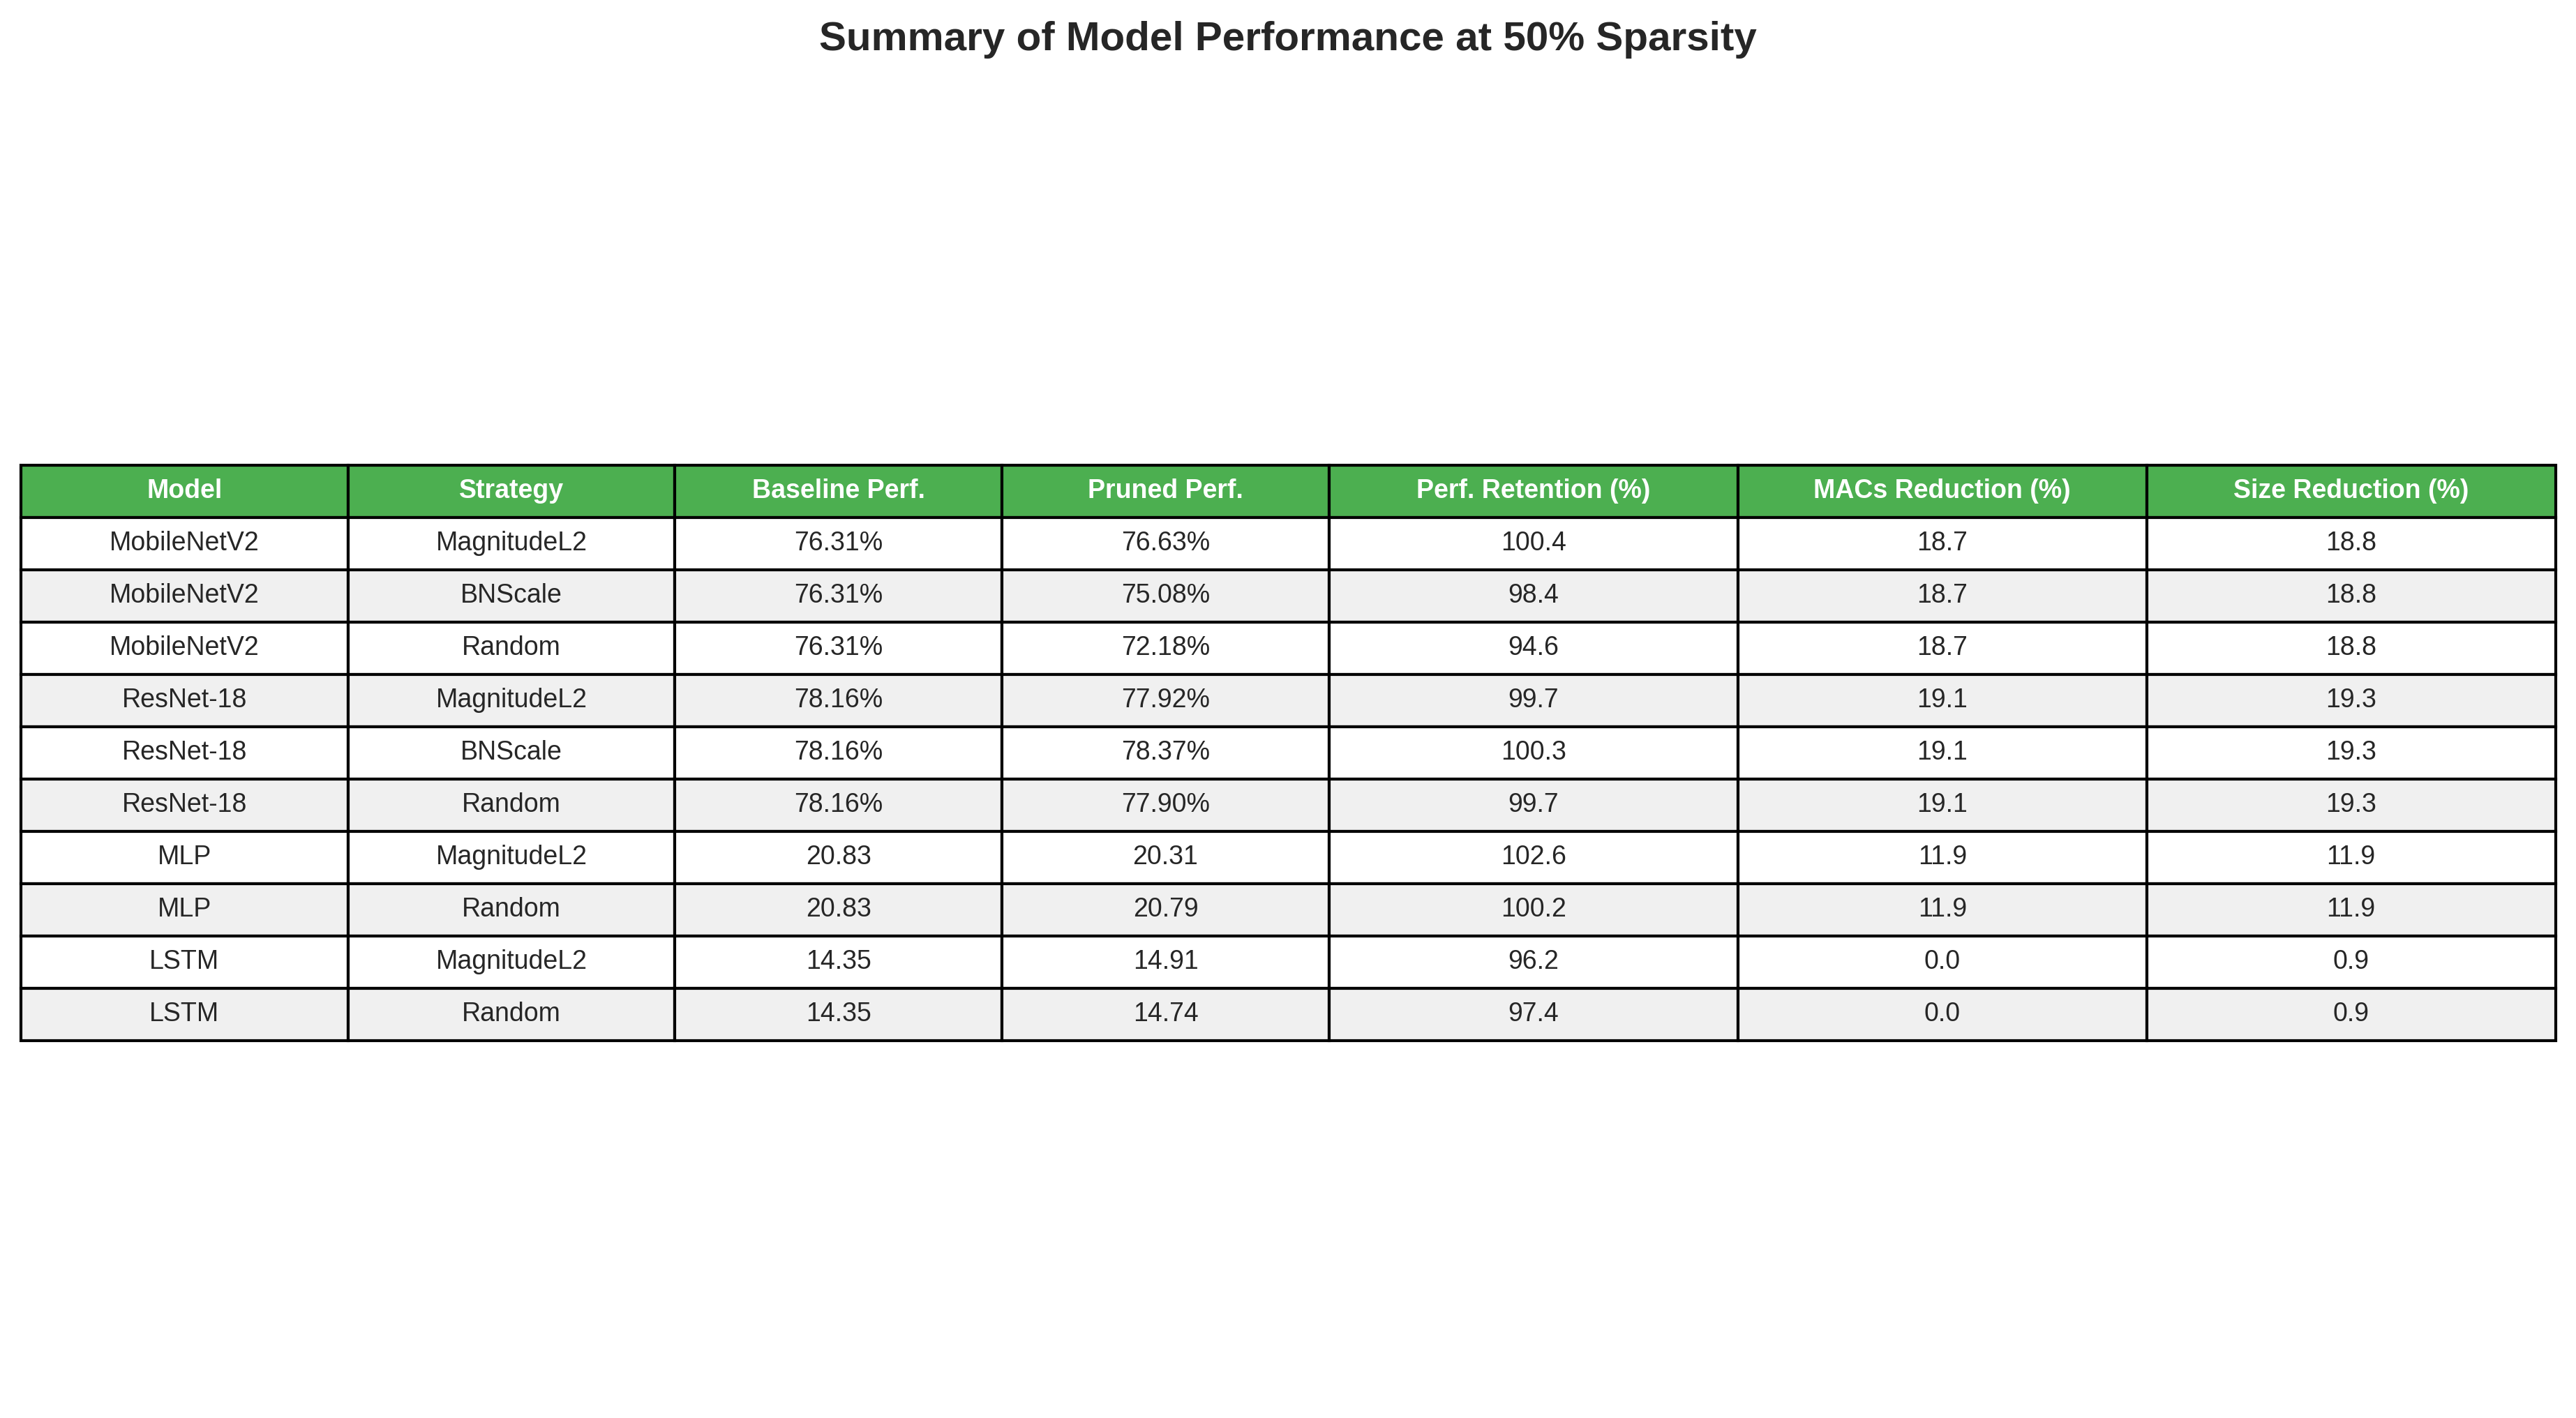 Summary of Model Performance at 50% Sparsity
Model Strategy Baseline Perf. Pruned Perf. Perf. Retention (%) MACs Reduction (%) Size Reduction (%)
MobileNetV2 MagnitudeL2 76.31% 76.63% 100.4 18.7 18.8
MobileNetV2 BNScale 76.31% 75.08% 98.4 18.7 18.8
MobileNetV2 Random 76.31% 72.18% 94.6 18.7 18.8
ResNet-18 MagnitudeL2 78.16% 77.92% 99.7 19.1 19.3
ResNet-18 BNScale 78.16% 78.37% 100.3 19.1 19.3
ResNet-18 Random 78.16% 77.90% 99.7 19.1 19.3
MLP MagnitudeL2 20.83 20.31 102.6 11.9 11.9
MLP Random 20.83 20.79 100.2 11.9 11.9
LSTM MagnitudeL2 14.35 14.91 96.2 0.0 0.9
LSTM Random 14.35 14.74 97.4 0.0 0.9